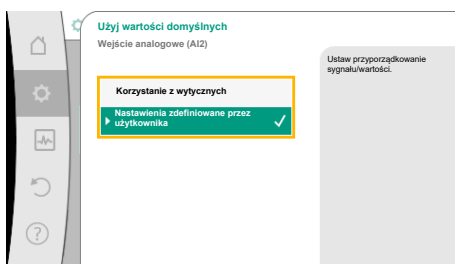 Użyj wartości domyślnych
Wejście analogowe (AI2)
Ustaw przyporządkowanie
sygnału/wartości.
Korzystanie z wytycznych
Nastawienia zdefiniowane przez
użytkownika